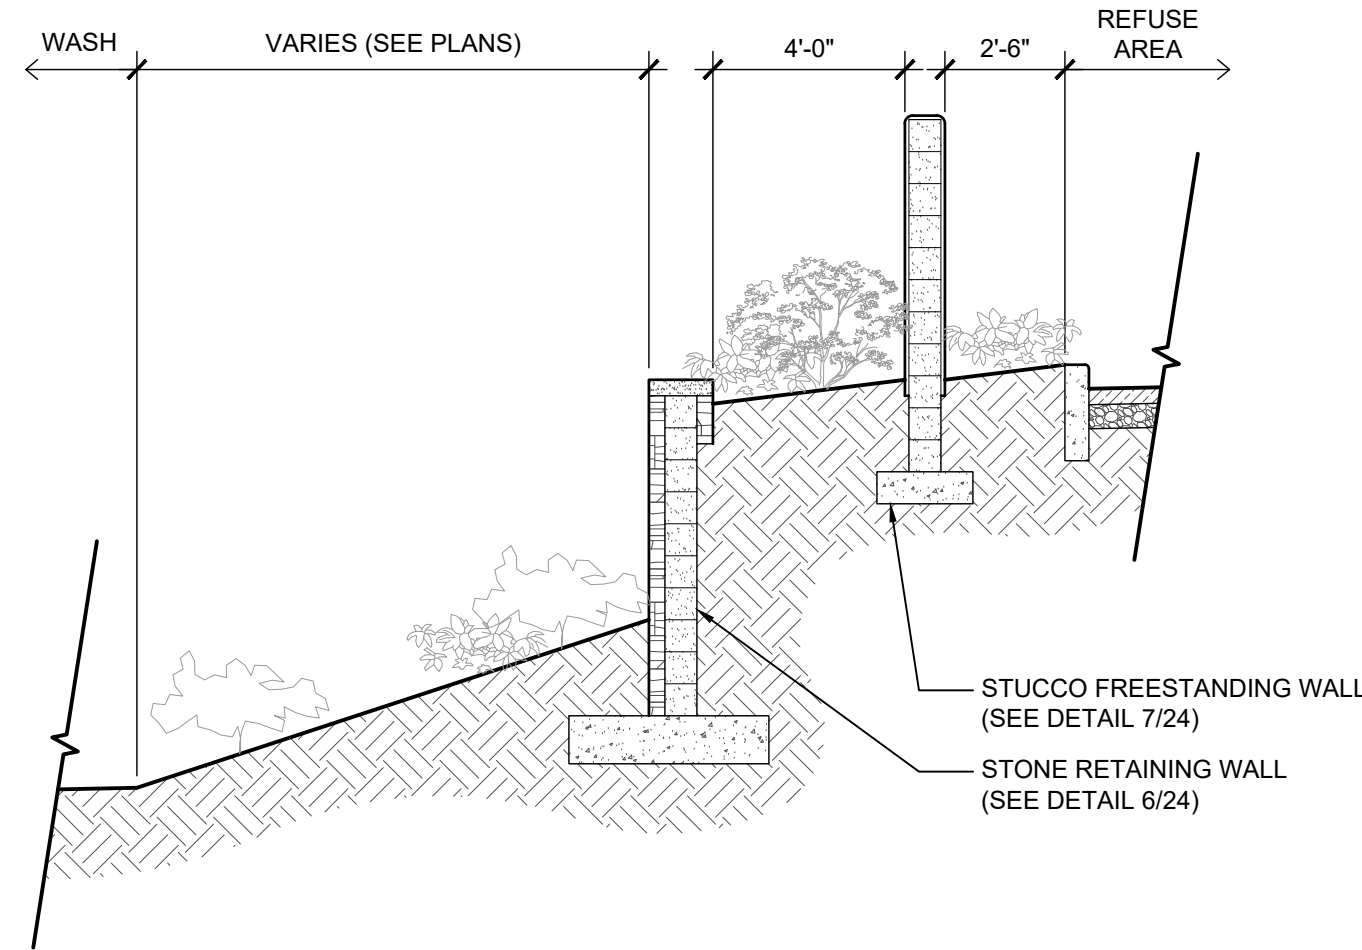 WASH
VARIES (SEE PLANS)
4'-0"
2'-6"
REFUSE
AREA
STUCCO FREESTANDING WALL
(SEE DETAIL 7/24)
STONE RETAINING WALL
(SEE DETAIL 6/24)